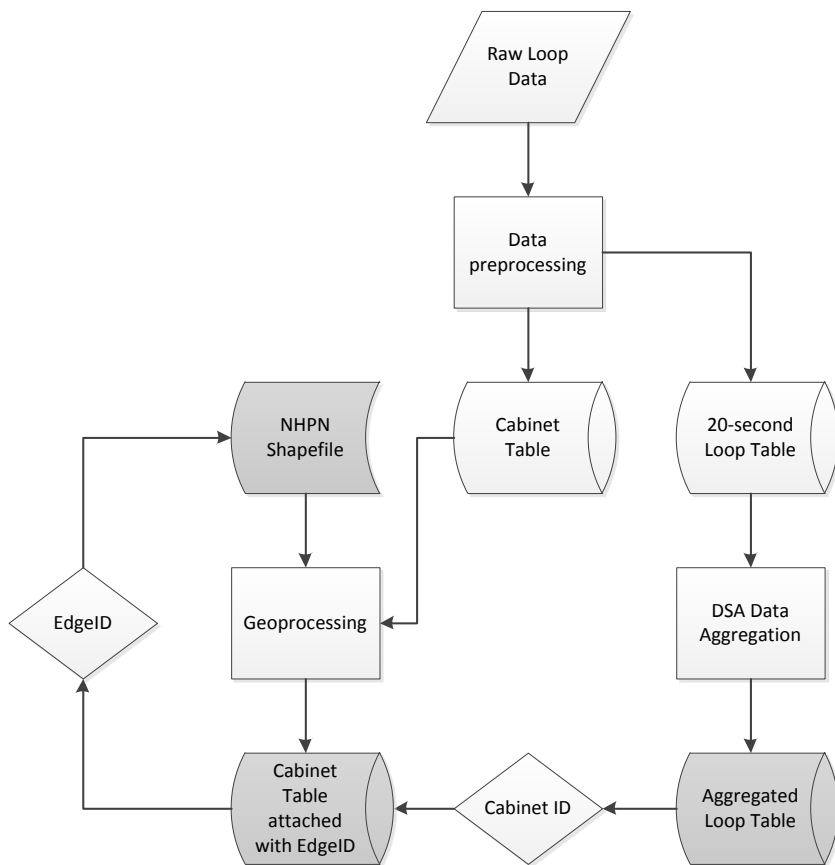 Raw Loop
Data
Data
preprocessing
NHPN
Shapefile
Cabinet
Table
20-second
Loop Table
EdgeID
Geoprocessing
DSA Data
Aggregation
Cabinet
Table
attached
with EdgeID
Cabinet ID
Aggregated
Loop Table